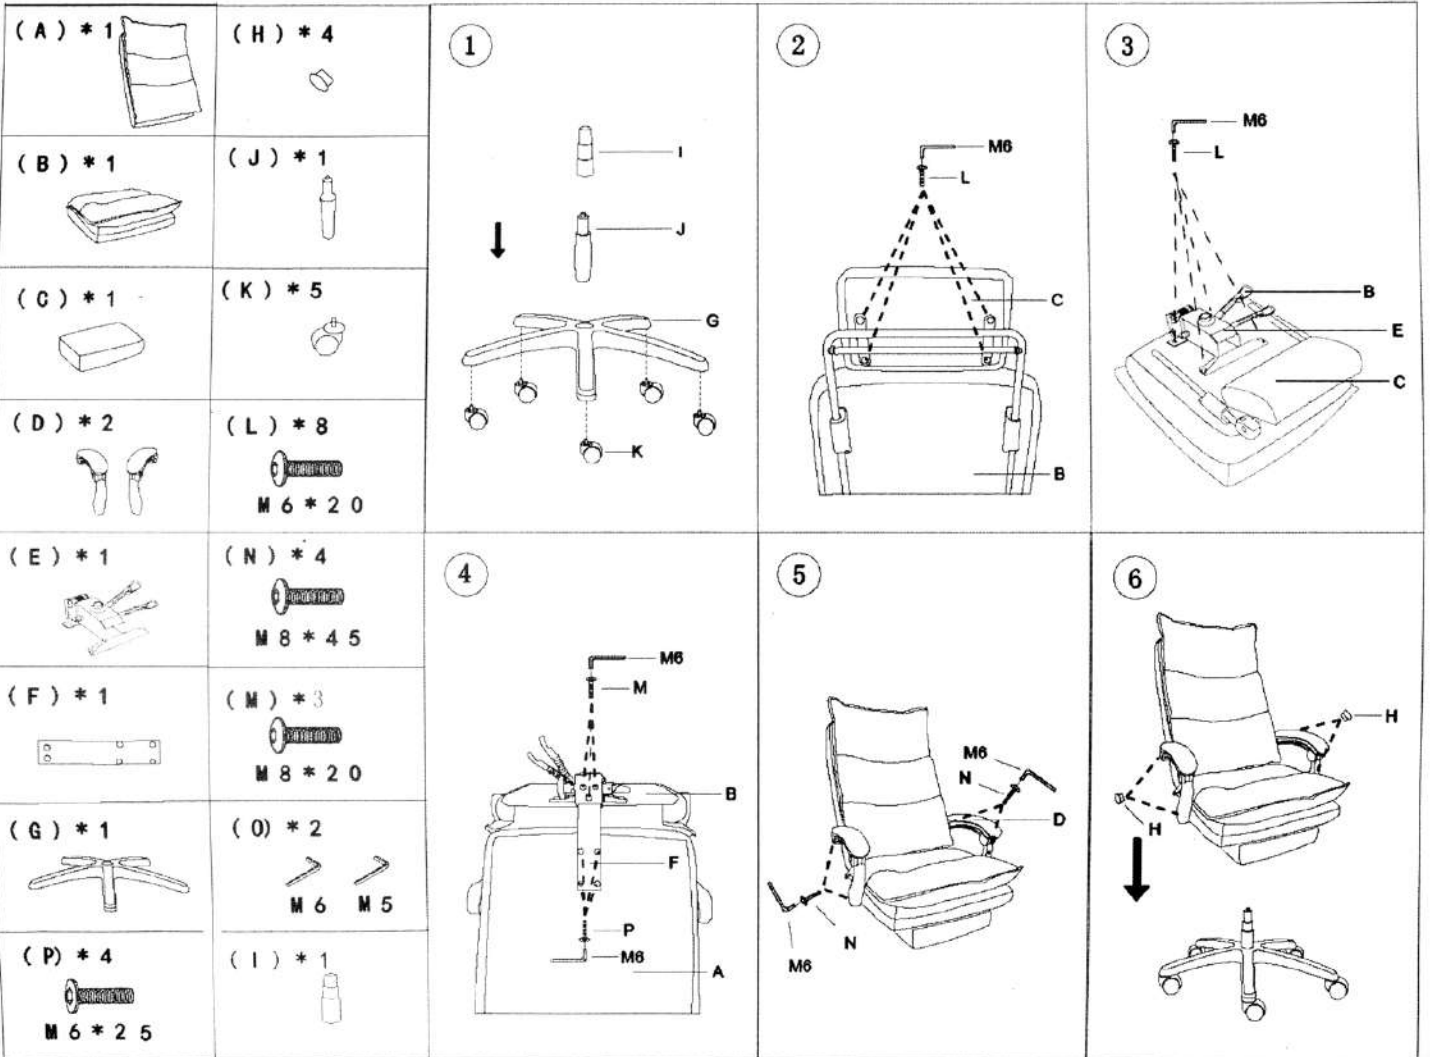 ( A ) * 1
( H ) * 4
( B ) * 1
( J ) * 1
( C ) * 1
( K ) * 5
( D ) * 2
( L ) * 8
M 6 * 2 0
( E ) * 1
( N ) * 4
M 8 * 4 5
( F ) * 1
( M ) * 3
M 8 * 2 0
( G ) * 1
( O ) * 2
M 6 M 5
( P ) * 4
M 6 * 2 5
( I ) * 1
1
I
J
G
K
2
M6
L
C
B
3
M6
L
B
E
C
4
M6
M
B
F
P
M6
A
5
M6
N
D
N
M6
6
H
H